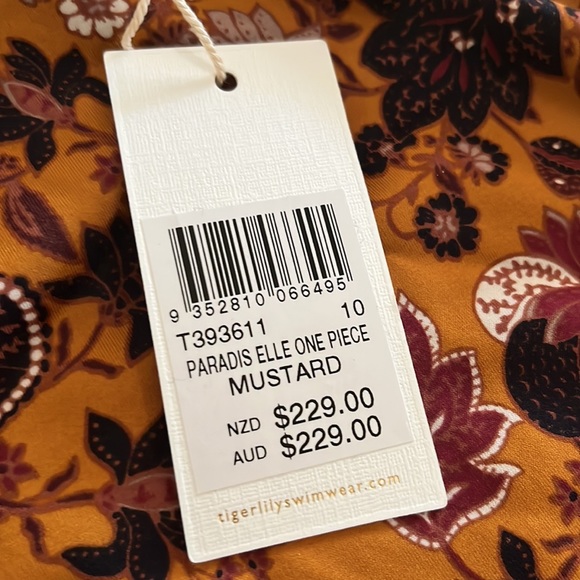 9 352810 066495
T393611 10
PARADIS ELLE ONE PIECE
MUSTARD
NZD $229.00
AUD $229.00
tigerlilyswimwear.com